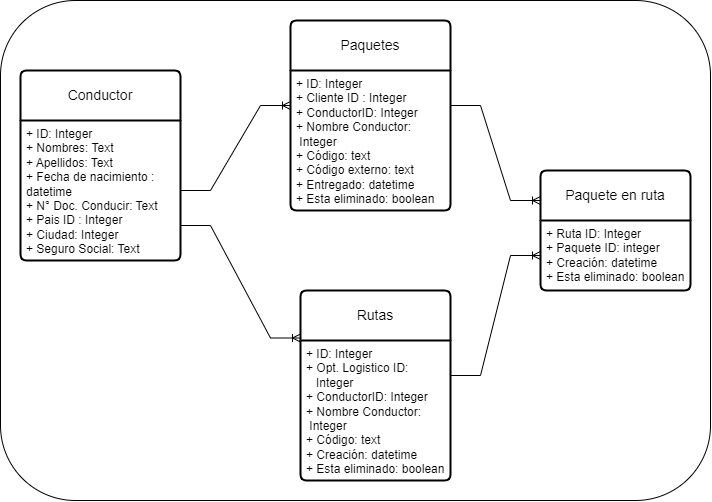 Conductor
+ ID: Integer
+ Nombres: Text
+ Apellidos: Text
+ Fecha de nacimiento :
datetime
+ N° Doc. Conducir: Text
+ Pais ID : Integer
+ Ciudad: Integer
+ Seguro Social: Text
Paquetes
+ ID: Integer
+ Cliente ID : Integer
+ ConductorID: Integer
+ Nombre Conductor:
Integer
+ Código: text
+ Código externo: text
+ Entregado: datetime
+ Esta eliminado: boolean
Rutas
+ ID: Integer
+ Opt. Logistico ID:
Integer
+ ConductorID: Integer
+ Nombre Conductor:
Integer
+ Código: text
+ Creación: datetime
+ Esta eliminado: boolean
Paquete en ruta
+ Ruta ID: Integer
+ Paquete ID: integer
+ Creación: datetime
+ Esta eliminado: boolean